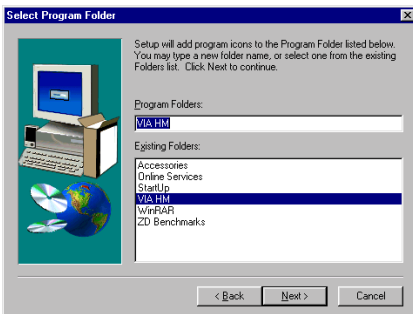 Select Program Folder
Setup will add program icons to the Program Folder listed below.
You may type a new folder name, or select one from the existing
Folders list. Click Next to continue.
Program Folders:
VIA HM
Existing Folders:
Accessories
Online Services
StartUp
VIA HM
WinRAR
ZD Benchmarks
< Back
Next >
Cancel